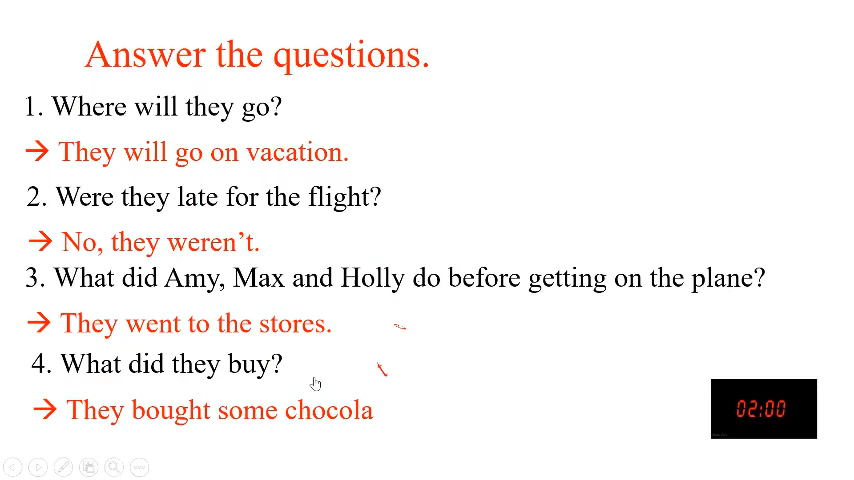 Answer the questions.
1. Where will they go?
→ They will go on vacation.
2. Were they late for the flight?
→ No, they weren't.
3. What did Amy, Max and Holly do before getting on the plane?
→ They went to the stores.
4. What did they buy?
→ They bought some chocola
02:00